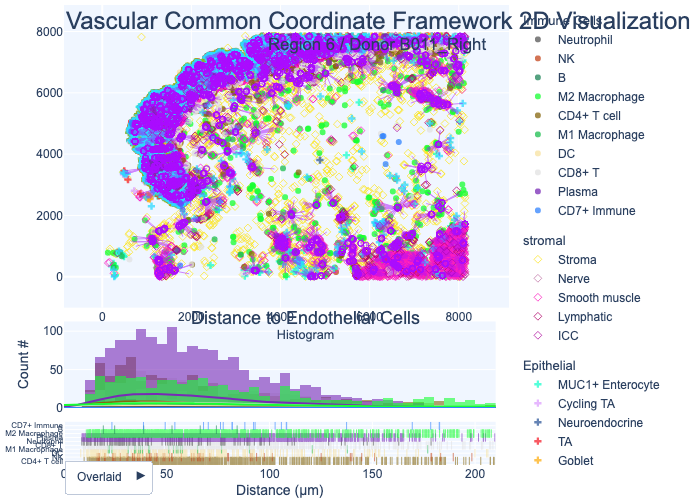 Vascular Common Coordinate Framework 2D Visualization
Region 6 / Donor B011, Right
8000
6000
4000
2000
0
0
2000
4000
6000
8000
Immune Cells
Neutrophil
NK
B
M2 Macrophage
CD4+ T cell
M1 Macrophage
DC
CD8+ T
Plasma
CD7+ Immune
stromal
Stroma
Nerve
Smooth muscle
Lymphatic
ICC
Epithelial
MUC1+ Enterocyte
Cycling TA
Neuroendocrine
TA
Goblet
Distance to Endothelial Cells
Histogram
Count #
100
50
0
CD7+ Immune
M2 Macrophage
Neutrophil
M1 Macrophage
CD4+ T cell
50
100
150
200
Distance (μm)
Overlaid ▶